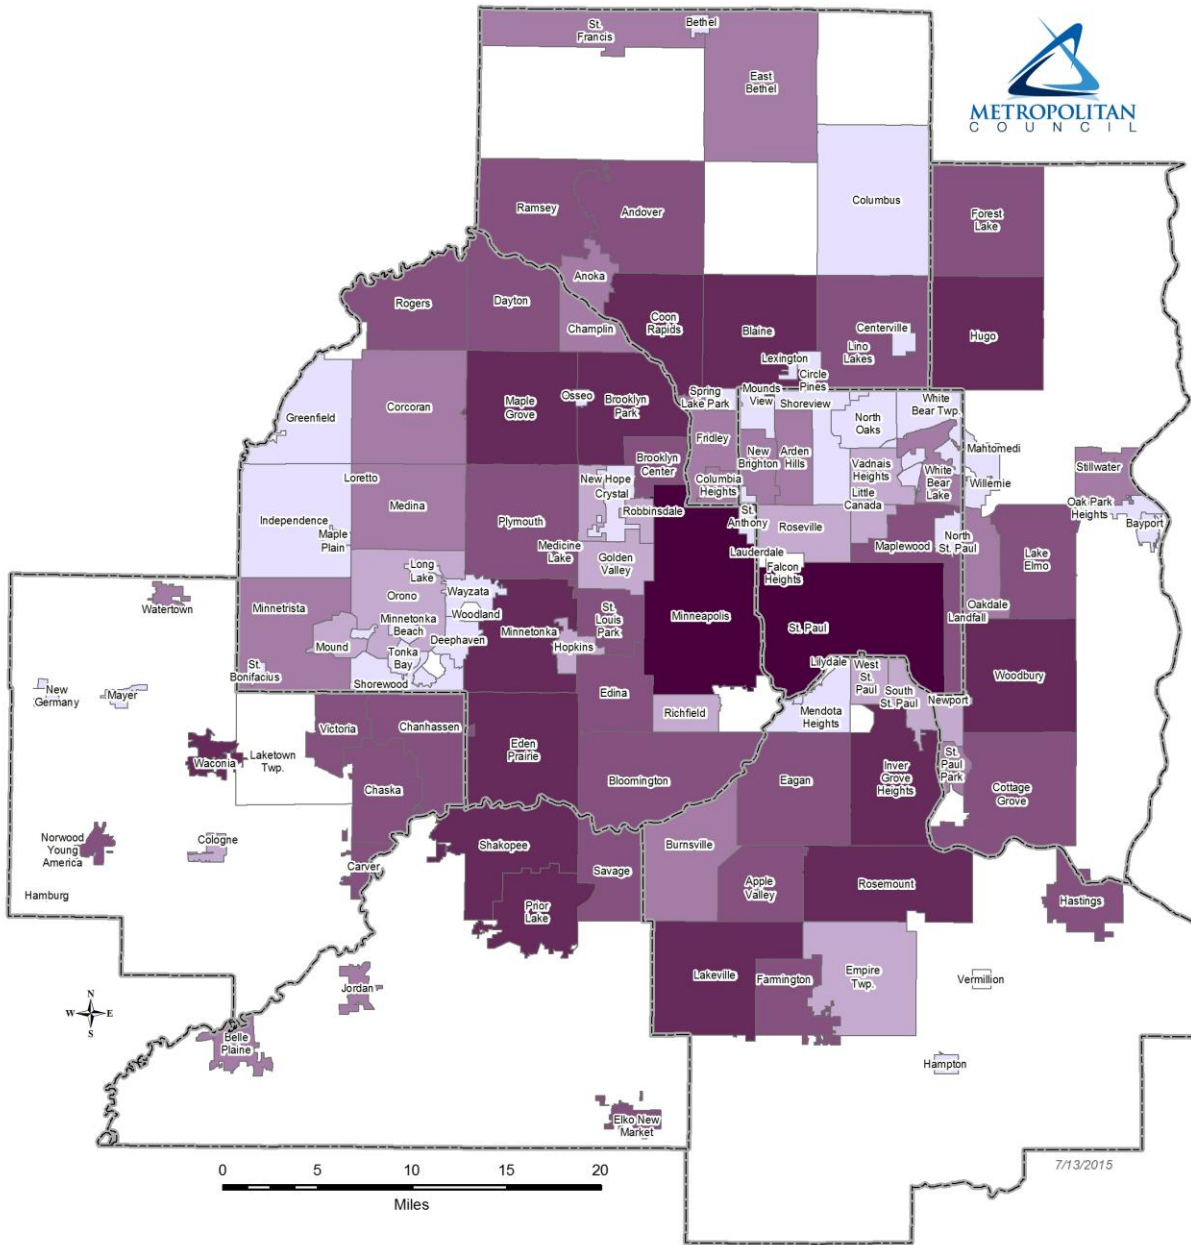 St.
Francis
Bethel
East
Bethel
METROPOLITAN
COUNCIL
Columbus
Ramsey
Andover
Forest
Lake
Anoka
Rogers
Dayton
Champlin
Coon
Rapids
Blaine
Centerville
Lino
Lakes
Hugo
Lexington
Circle
Pines
Greenfield
Corcoran
Maple
Grove
Osseo
Brooklyn
Park
Spring
Lake Park
Mounds
View
Shoreview
North
Oaks
White
Bear Twp.
Fridley
New
Brighton
Arden
Hills
Vadnais
Heights
White
Bear
Lake
Mahtomedi
Willernie
Stillwater
Loretto
Medina
Brooklyn
Center
Columbia
Heights
Little
Canada
Oak Park
Heights
Bayport
New Hope
Crystal
Robbinsdale
St.
Anthony
Roseville
Independence
Maple
Plain
Plymouth
Medicine
Lake
Golden
Valley
Lauderdale
Falcon
Heights
Maplewood
North
St. Paul
Lake
Elmo
Long
Lake
Orono
Wayzata
Woodland
Watertown
Minnetrista
Minnetonka
Beach
Deephaven
Minnetonka
St.
Louis
Park
Hopkins
Minneapolis
St. Paul
Oakdale
Landfall
Mound
Tonka
Bay
St.
Bonifacius
Shorewood
Lilydale
West
St.
Paul
South
St. Paul
Newport
Woodbury
New
Germany
Mayer
Edina
Richfield
Mendota
Heights
Victoria
Chanhassen
Waconia
Laketown
Twp.
Eden
Prairie
Bloomington
Eagan
Inver
Grove
Heights
St.
Paul
Park
Cottage
Grove
Chaska
Norwood
Young
America
Cologne
Carver
Shakopee
Savage
Burnsville
Apple
Valley
Rosemount
Hamburg
Prior
Lake
Hastings
Jordan
Lakeville
Farmington
Empire
Twp.
Vermillion
N
W E
S
Belle
Plaine
Hampton
Elko New
Market
7/13/2015
0 5 10 15 20
Miles